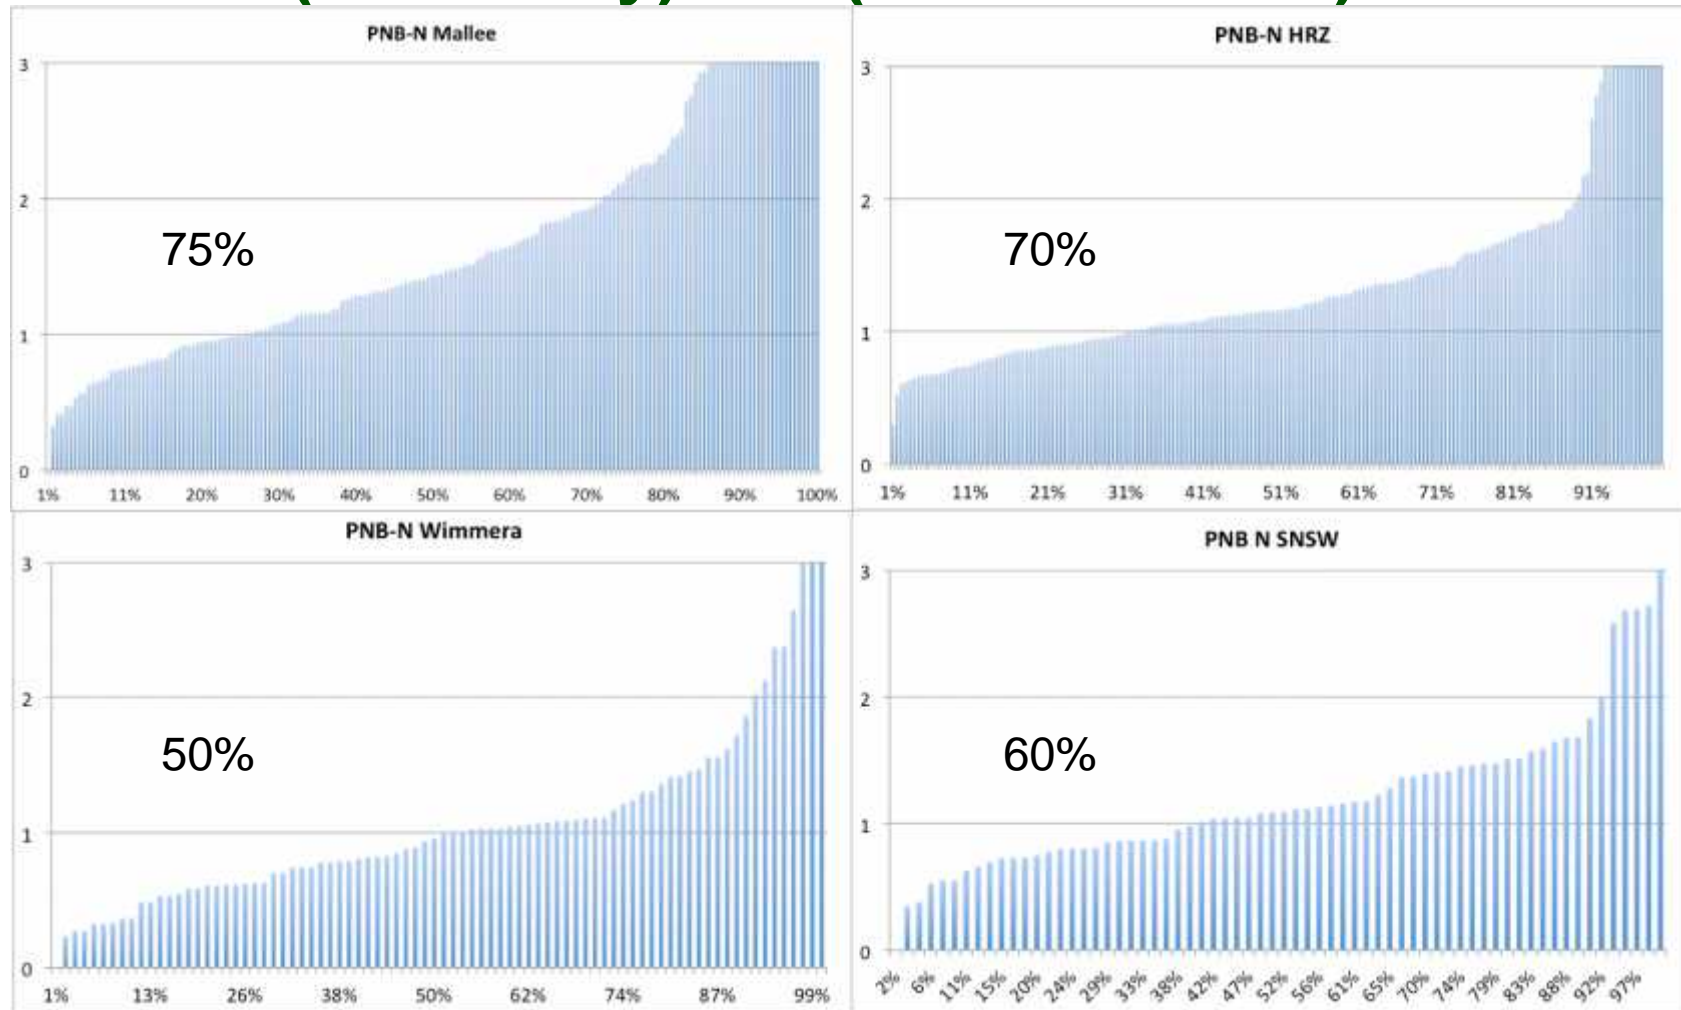 PNB-N Mallee
3
2
1
0
75%
1% 11% 20% 30% 40% 50% 60% 70% 80% 90% 100%
PNB-N HRZ
3
2
1
0
70%
1% 11% 21% 31% 41% 51% 61% 71% 81% 91%
PNB-N Wimmera
3
2
1
0
50%
1% 13% 26% 38% 50% 62% 74% 87% 99%
PNB N SNSW
3
2
1
0
60%
2% 6% 11% 15% 20% 24% 29% 33% 38% 42% 47% 52% 56% 61% 65% 70% 74% 79% 83% 88% 92% 97%